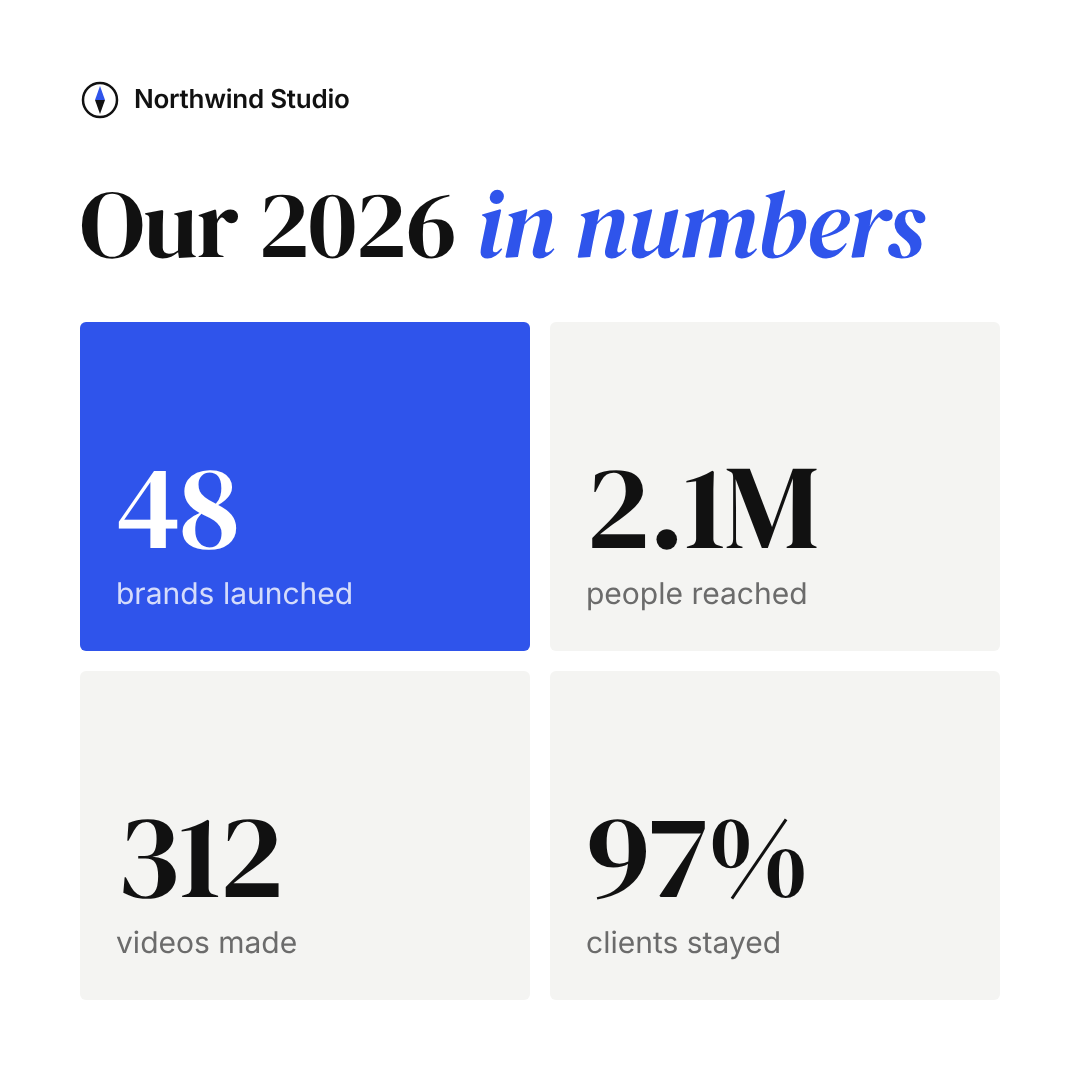 Northwind Studio
Our 2026 in numbers
48
brands launched
2.1M
people reached
312
videos made
97%
clients stayed